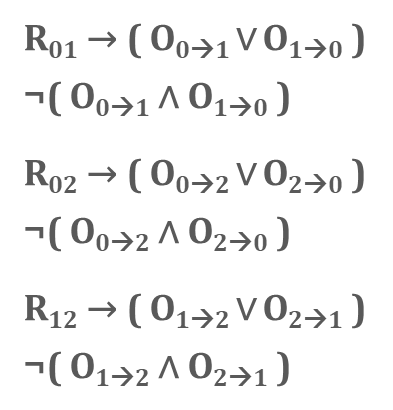 R₀₁ → ( O₀→₁ ∨ O₁→₀ )
¬( O₀→₁ ∧ O₁→₀ )
R₀₂ → ( O₀→₂ ∨ O₂→₀ )
¬( O₀→₂ ∧ O₂→₀ )
R₁₂ → ( O₁→₂ ∨ O₂→₁ )
¬( O₁→₂ ∧ O₂→₁ )